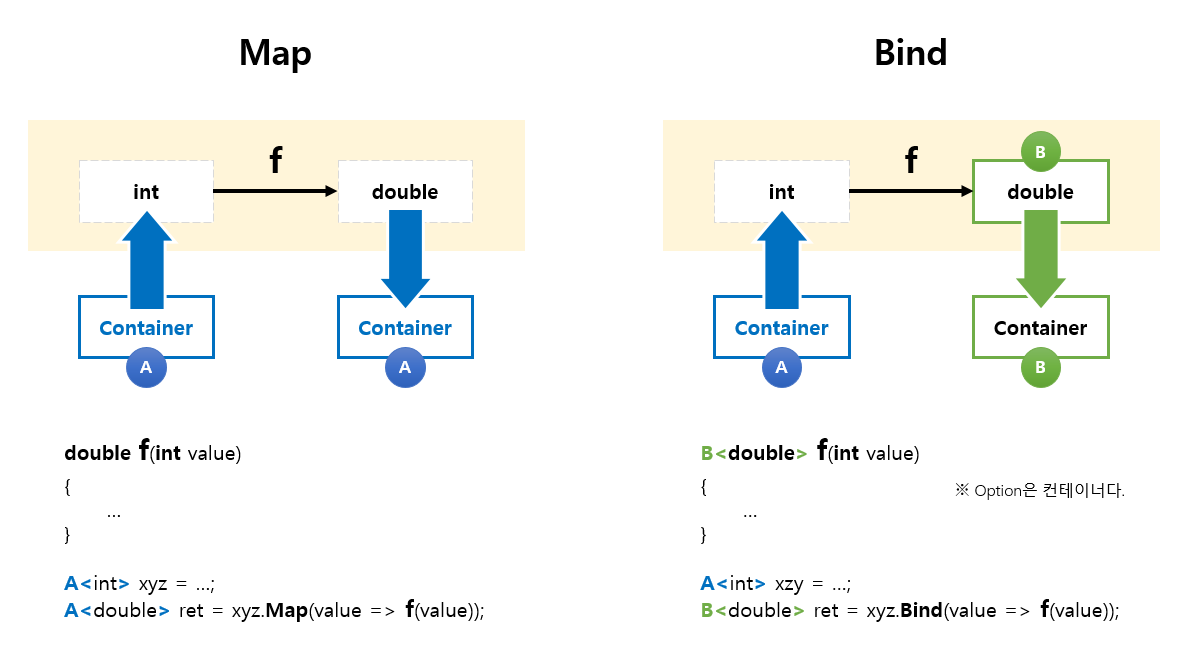 Map
f
int
double
Container
Container
A
A
double f(int value)
{
...
}
A<int> xyz = ...;
A<double> ret = xyz.Map(value => f(value));
Bind
B
f
int
double
Container
Container
A
B
B<double> f(int value)
{
※ Option은 컨테이너다.
...
}
A<int> xzy = ...;
B<double> ret = xyz.Bind(value => f(value));